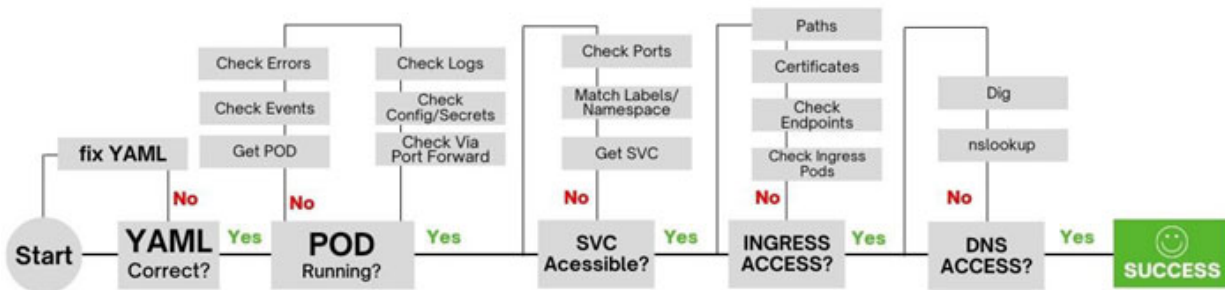 Paths
Check Errors
Check Logs
Check Ports
Certificates
Check Events
Check
Config/Secrets
Match Labels/
Namespace
Check
Endpoints
Dig
fix YAML
Get POD
Check Via
Port Forward
Get SVC
Check Ingress
Pods
nslookup
No
No
No
No
No
Start
YAML
Correct?
Yes
POD
Running?
Yes
SVC
Acessible?
Yes
INGRESS
ACCESS?
Yes
DNS
ACCESS?
Yes
SUCCESS